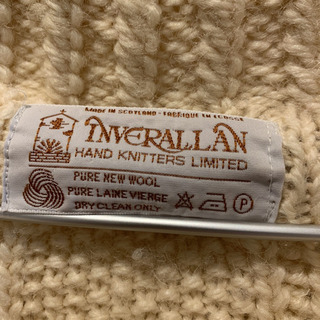 MADE IN SCOTLAND · FABRIQUE EN ECOSSE
INVERALLAN
HAND KNITTERS LIMITED
PURE NEW WOOL
PURE LAINE VIERGE
DRY CLEAN ONLY
P